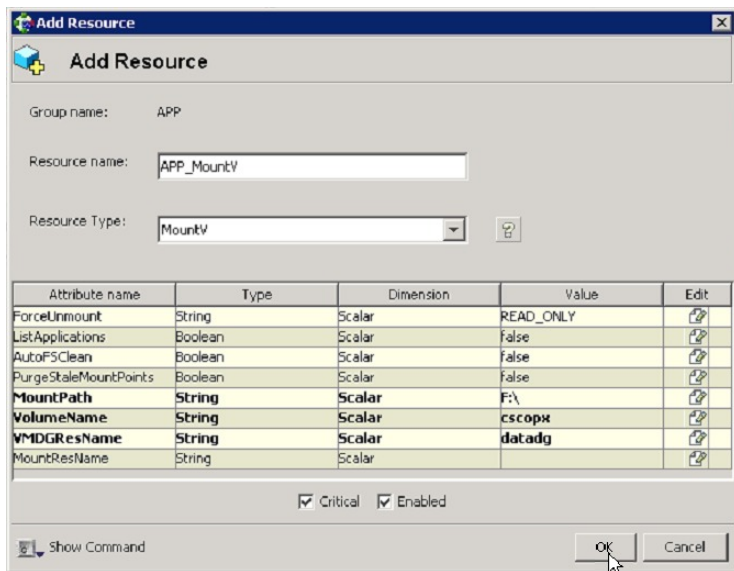 Add Resource
Add Resource
Group name: APP
Resource name: APP_MountV
Resource Type: MountV
Attribute name Type Dimension Value Edit
ForceUnmount String Scalar READ_ONLY
ListApplications Boolean Scalar false
AutoFSClean Boolean Scalar false
PurgeStaleMountPoints Boolean Scalar false
MountPath String Scalar F:\
VolumeName String Scalar cscopx
VMDGResName String Scalar datadg
MountResName String Scalar
Critical Enabled
Show Command OK Cancel